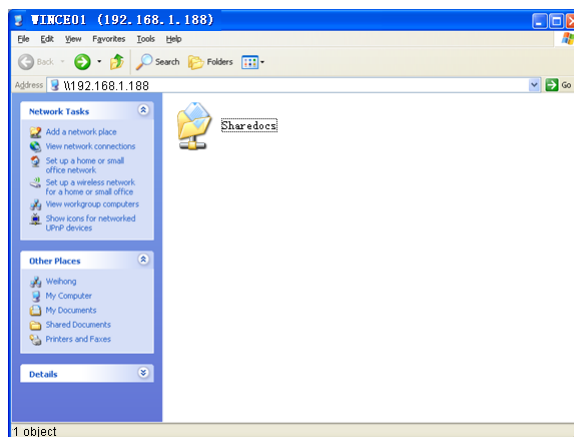 WINCE01 (192.168.1.188)
File Edit View Favorites Tools Help
Back Search Folders
Address \\192.168.1.188 Go
Network Tasks
Add a network place
View network connections
Set up a home or small
office network
Set up a wireless network
for a home or small office
View workgroup computers
Show icons for networked
UPnP devices
Other Places
Weihong
My Computer
My Documents
Shared Documents
Printers and Faxes
Details
Sharedocs
1 object